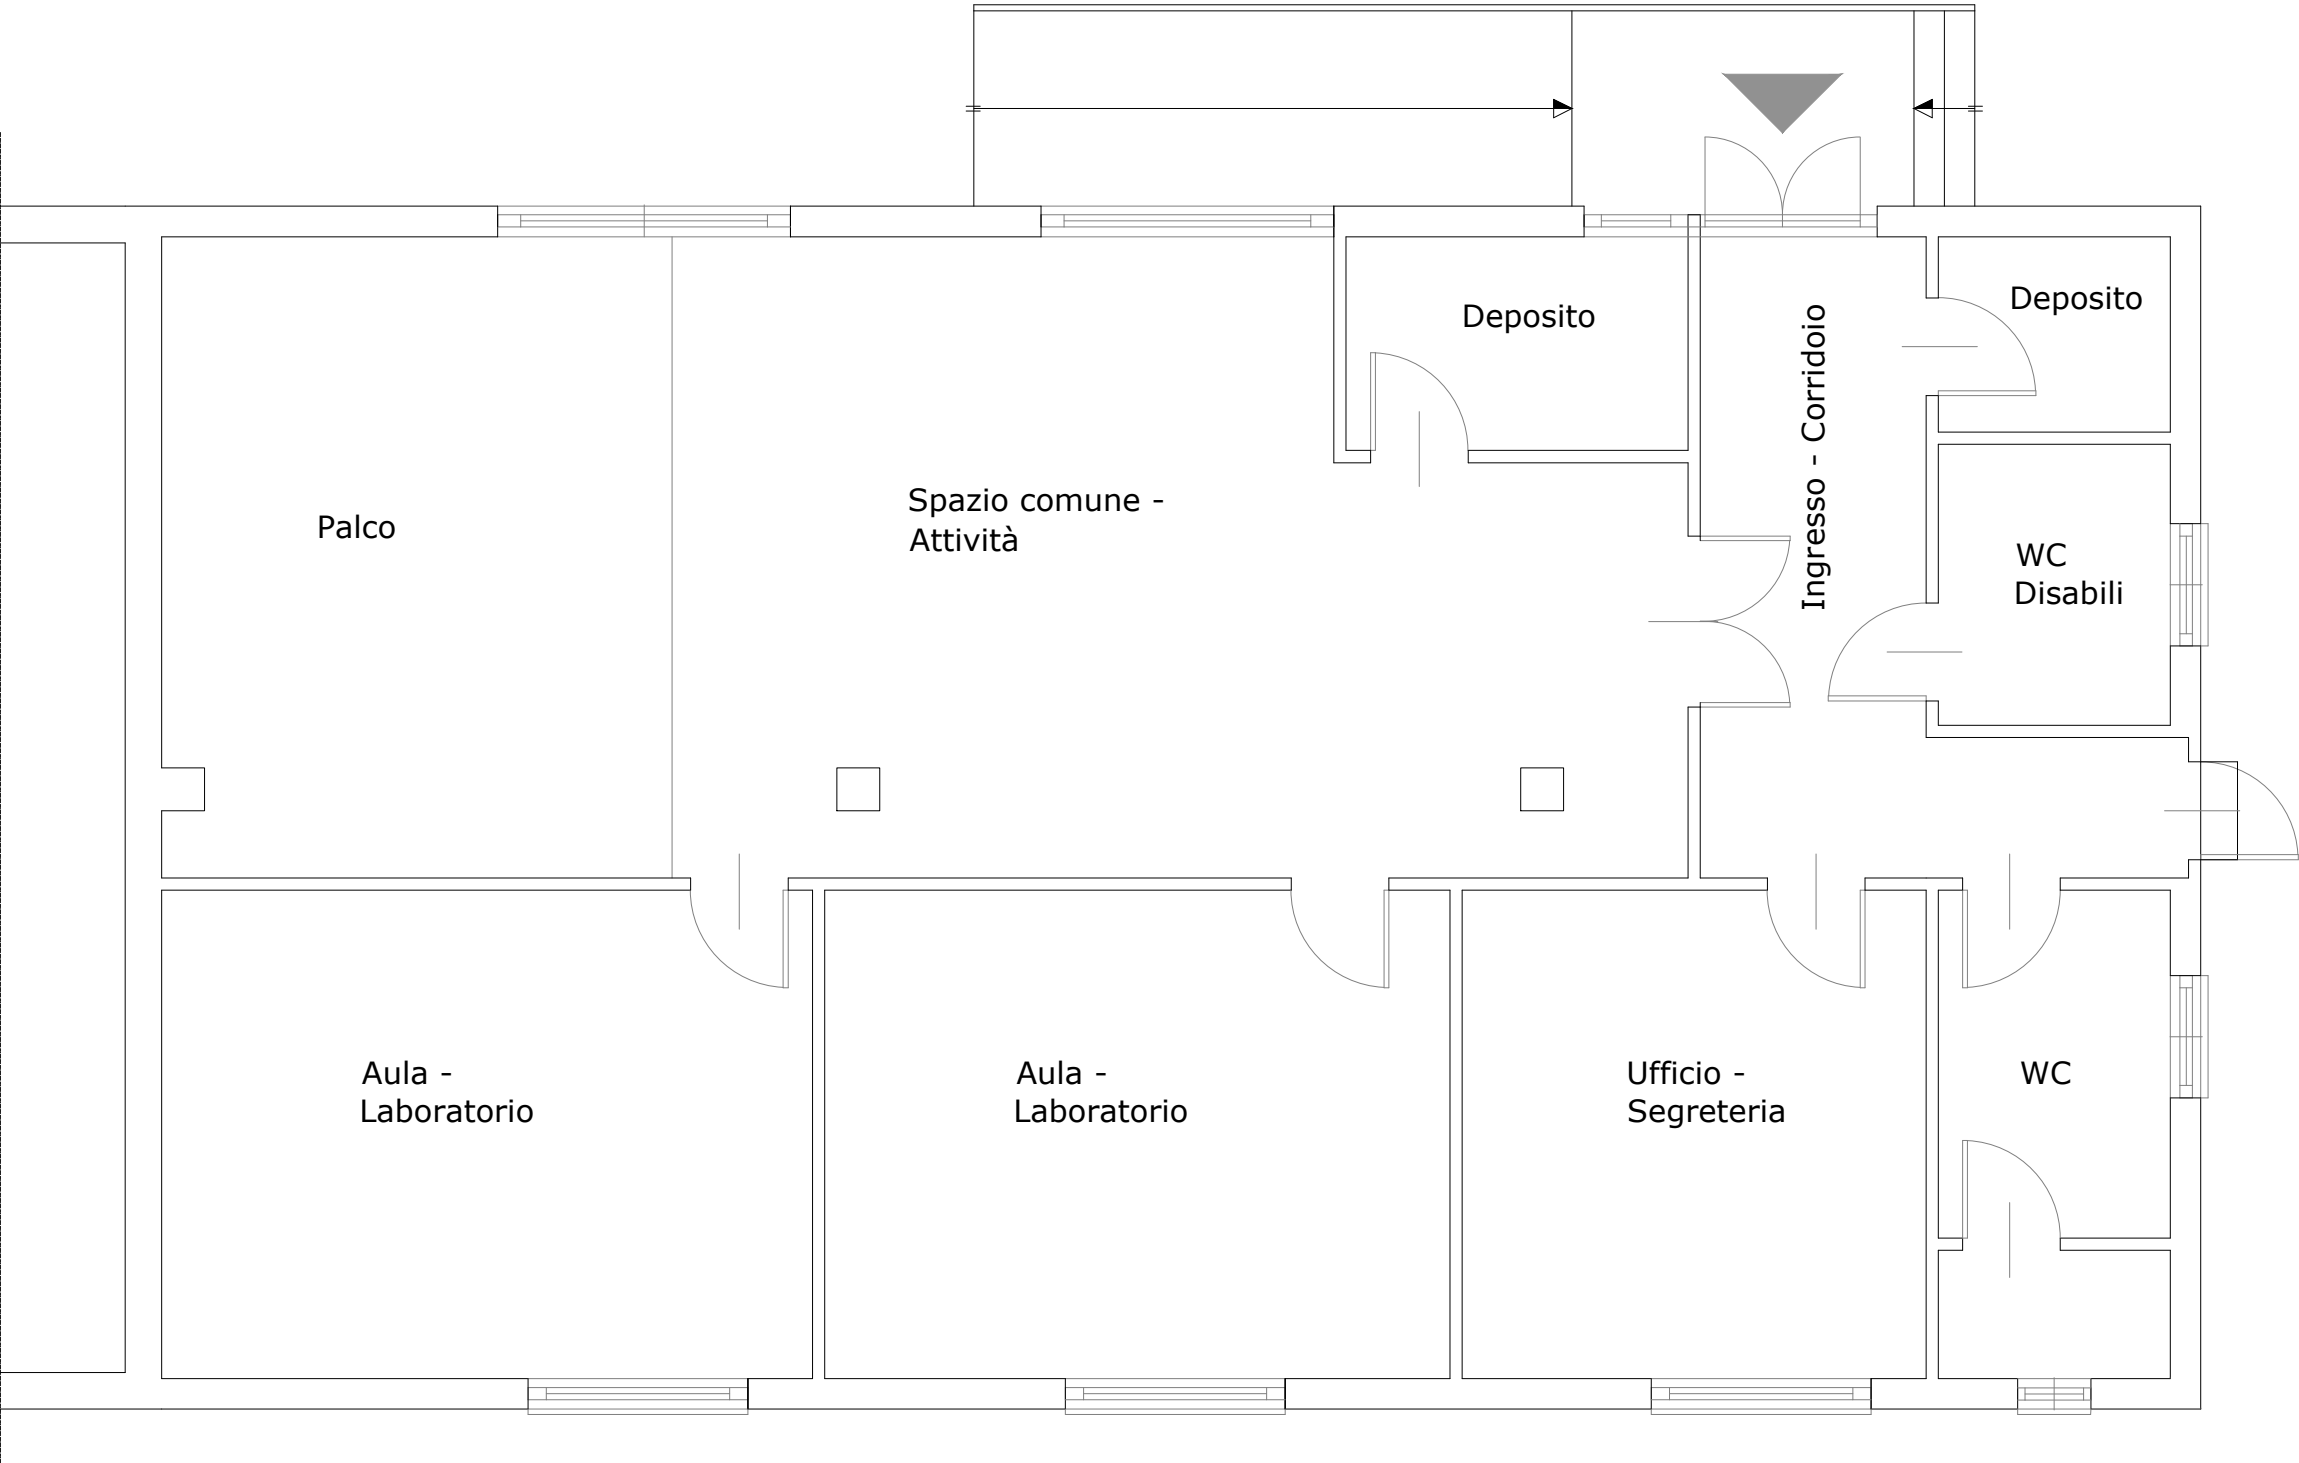 Deposito
Deposito
Ingresso - Corridoio
Palco
Spazio comune -
Attività
WC
Disabili
Aula -
Laboratorio
Aula -
Laboratorio
Ufficio -
Segreteria
WC